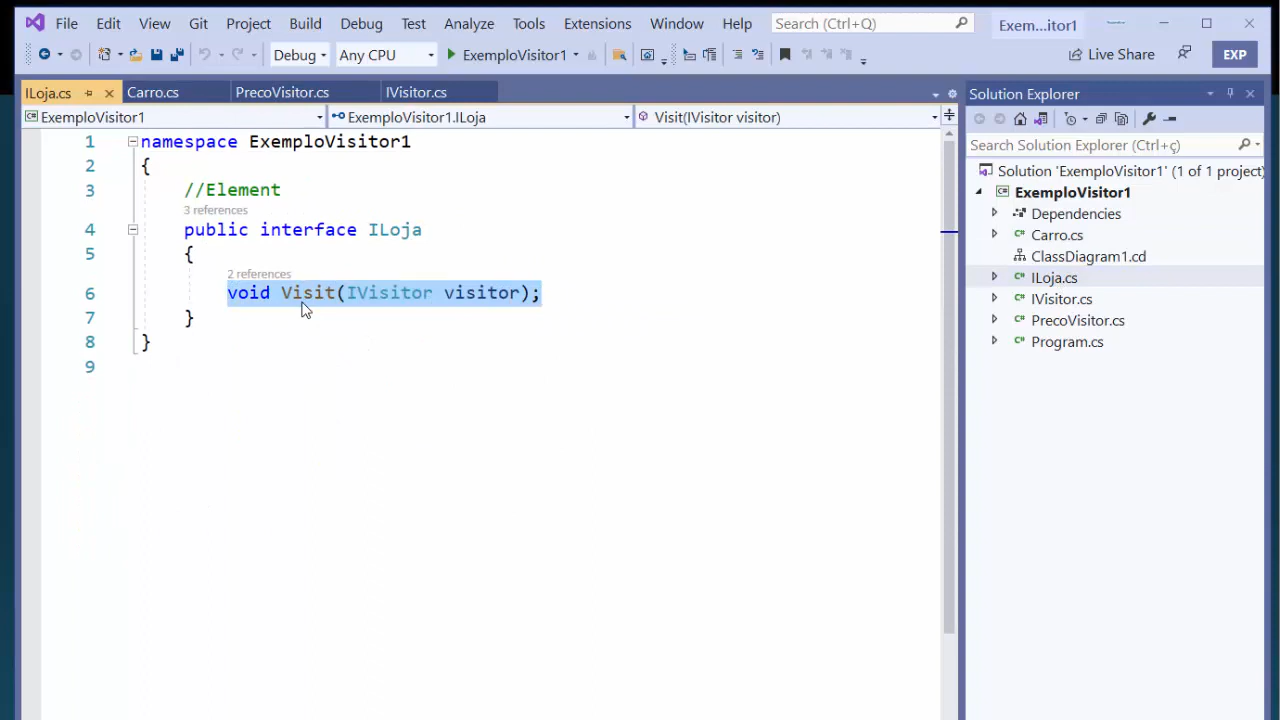 File Edit View Git Project Build Debug Test Analyze Tools Extensions Window Help Search (Ctrl+Q) Exem...itor1
Debug Any CPU ExemploVisitor1 Live Share EXP
ILoja.cs Carro.cs PrecoVisitor.cs IVisitor.cs
ExemploVisitor1 ExemploVisitor1.ILoja Visit(IVisitor visitor)
1 namespace ExemploVisitor1
2 {
3 //Element
3 references
4 public interface ILoja
5 {
2 references
6 void Visit(IVisitor visitor);
7 }
8 }
9
Solution Explorer
Search Solution Explorer (Ctrl+ç)
Solution 'ExemploVisitor1' (1 of 1 project)
ExemploVisitor1
Dependencies
Carro.cs
ClassDiagram1.cd
ILoja.cs
IVisitor.cs
PrecoVisitor.cs
Program.cs